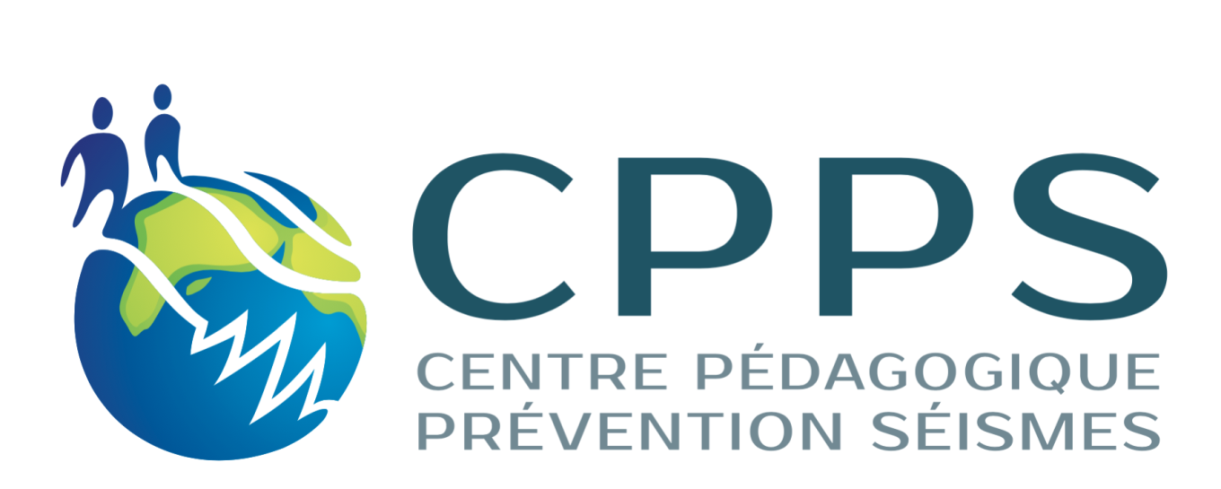 CPPS
CENTRE PÉDAGOGIQUE
PRÉVENTION SÉISMES